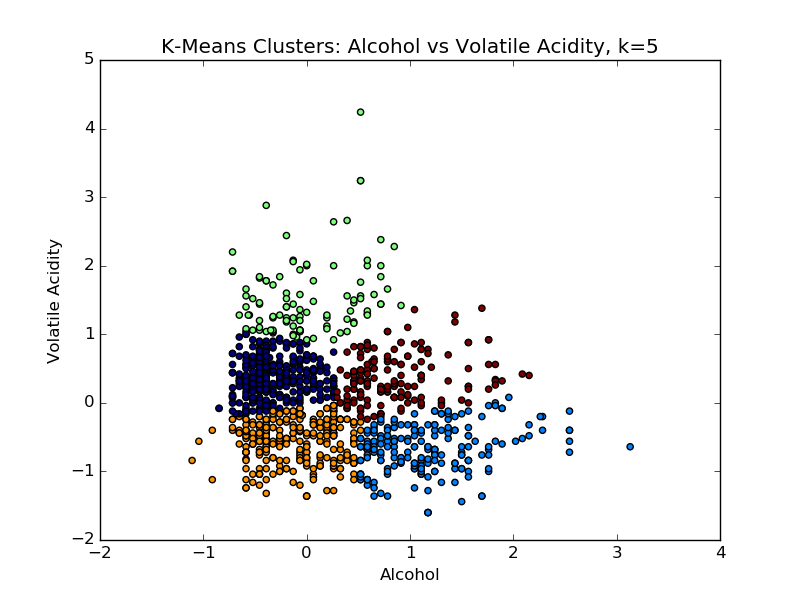 K-Means Clusters: Alcohol vs Volatile Acidity, k=5
5
4
3
2
1
0
−1
−2
Volatile Acidity
−2 −1 0 1 2 3 4
Alcohol